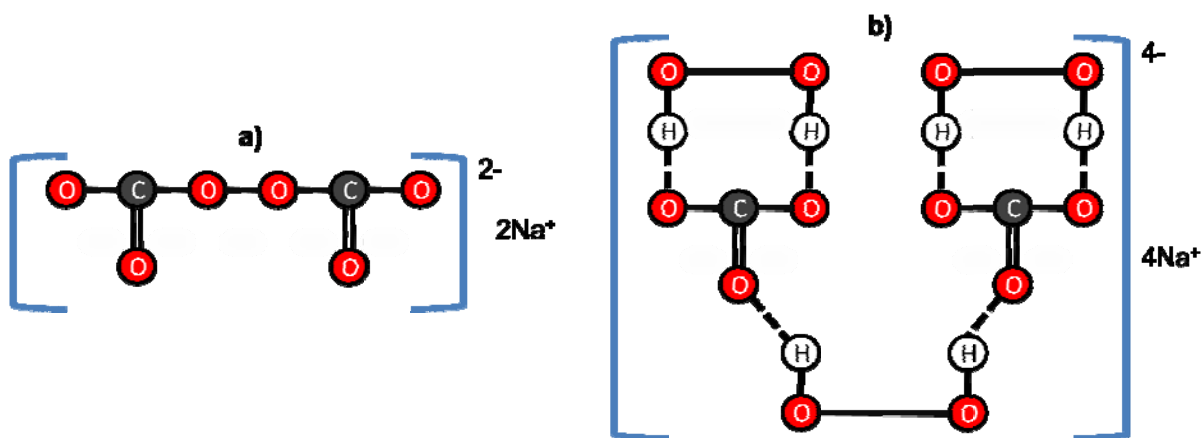 a)
2-
O C O O C O
O O
2Na⁺
b)
4-
O O O O
H H H H
O C O O C O
O O
H H
O O
4Na⁺